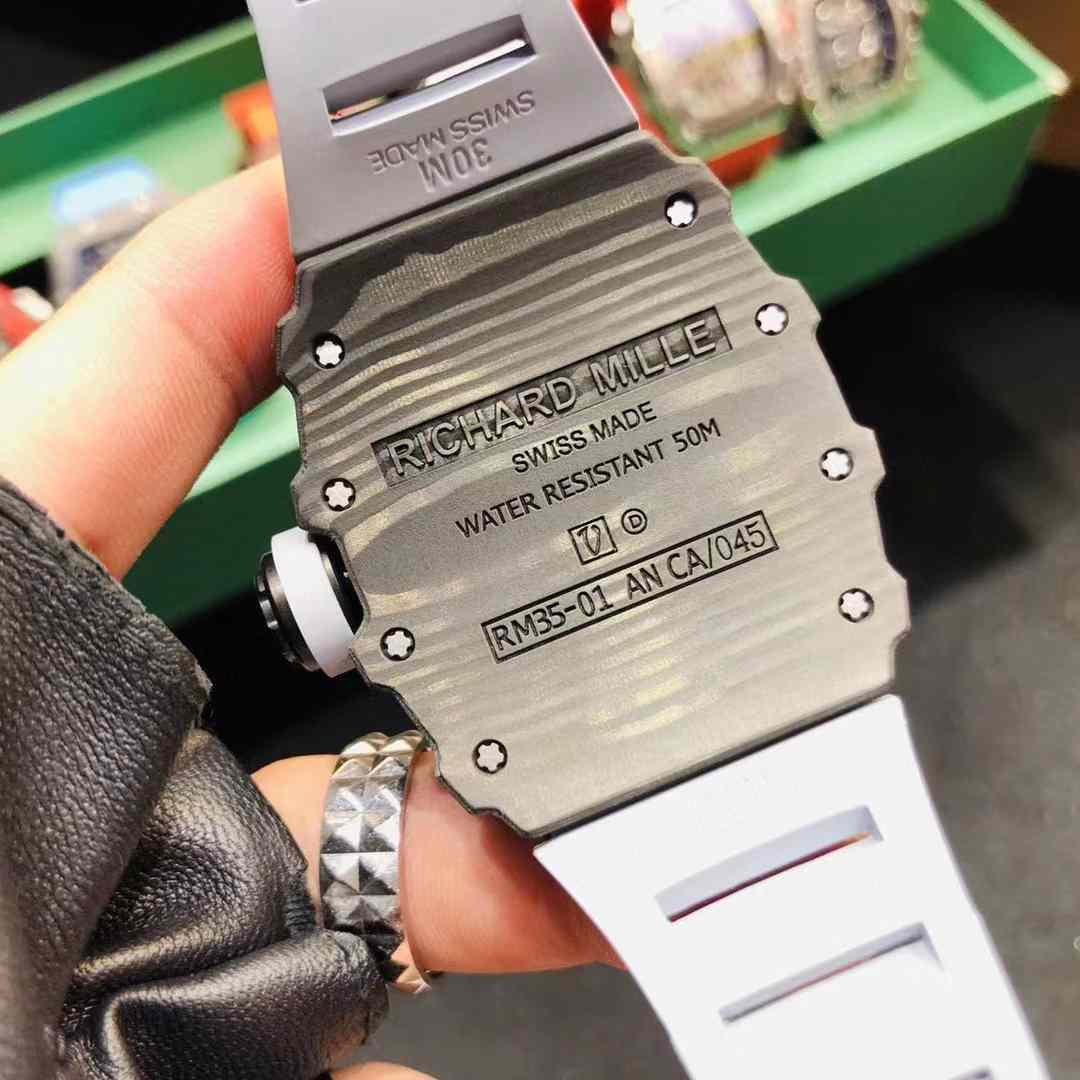 30M
SWISS MADE
RICHARD MILLE
SWISS MADE
WATER RESISTANT 50M
V D
RM35-01 AN CA/045